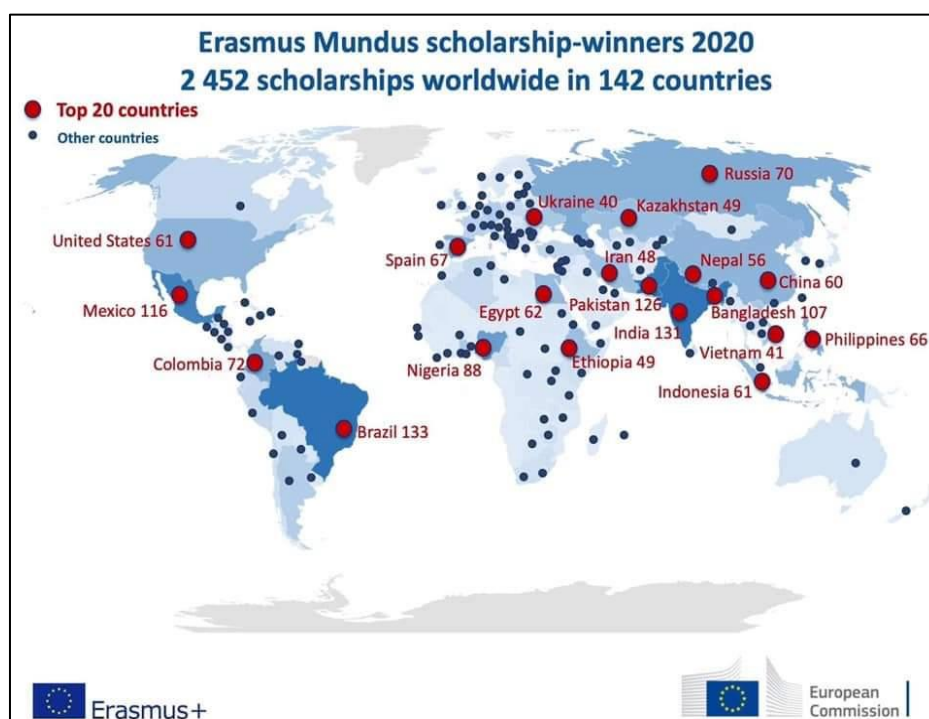 Erasmus Mundus scholarship-winners 2020
2 452 scholarships worldwide in 142 countries
Top 20 countries
Other countries
Russia 70
Ukraine 40
Kazakhstan 49
United States 61
Spain 67
Iran 48
Nepal 56
China 60
Mexico 116
Egypt 62
Pakistan 126
Bangladesh 107
India 131
Philippines 66
Colombia 72
Nigeria 88
Ethiopia 49
Vietnam 41
Indonesia 61
Brazil 133
Erasmus+
European
Commission